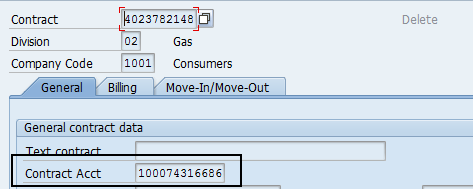 Contract 4023782148 Delete
Division 02 Gas
Company Code 1001 Consumers
General Billing Move-In/Move-Out
General contract data
Text contract
Contract Acct 100074316686